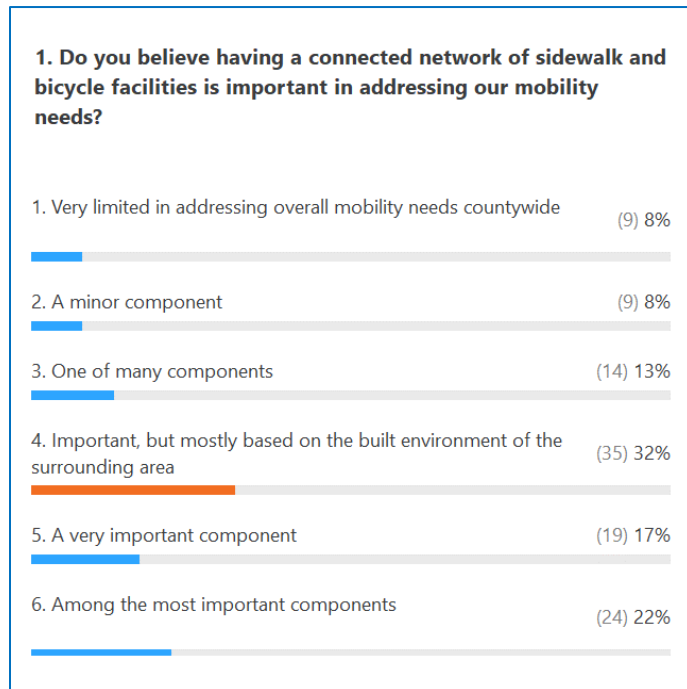 1. Do you believe having a connected network of sidewalk and
bicycle facilities is important in addressing our mobility
needs?
1. Very limited in addressing overall mobility needs countywide
(9) 8%
2. A minor component
(9) 8%
3. One of many components
(14) 13%
4. Important, but mostly based on the built environment of the
surrounding area
(35) 32%
5. A very important component
(19) 17%
6. Among the most important components
(24) 22%